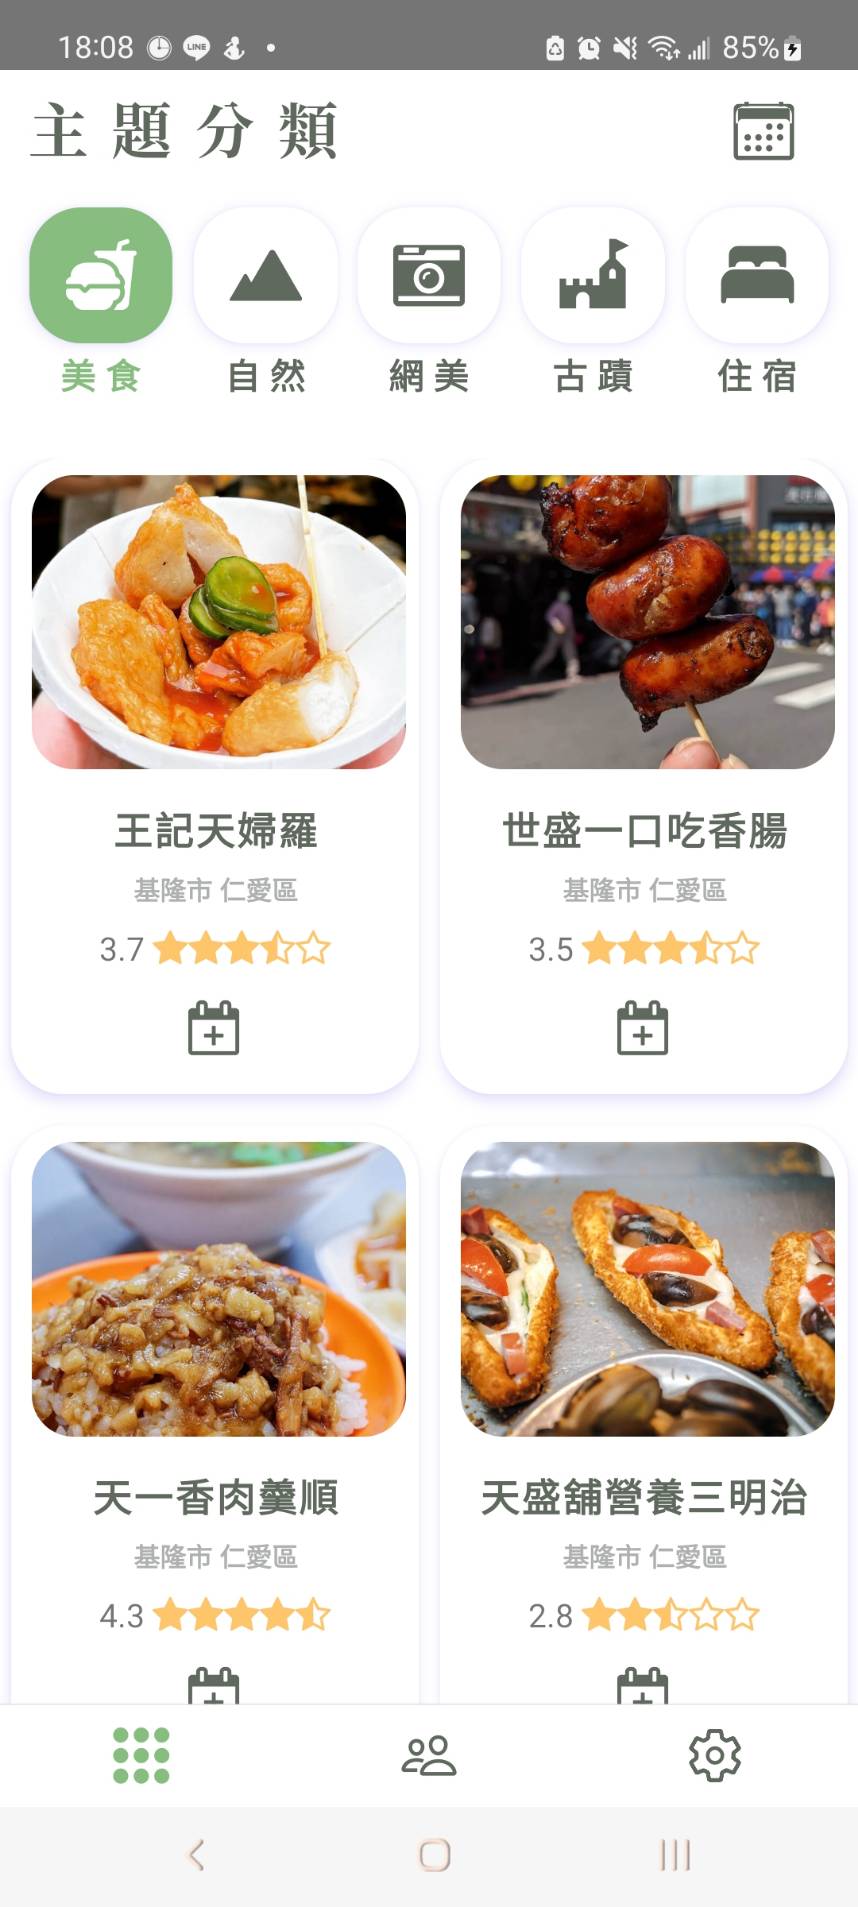 18:08 LINE 85%
主題分類
美食 自然 網美 古蹟 住宿
王記天婦羅 世盛一口吃香腸
基隆市 仁愛區 基隆市 仁愛區
3.7 3.5
天一香肉羹順 天盛舖營養三明治
基隆市 仁愛區 基隆市 仁愛區
4.3 2.8